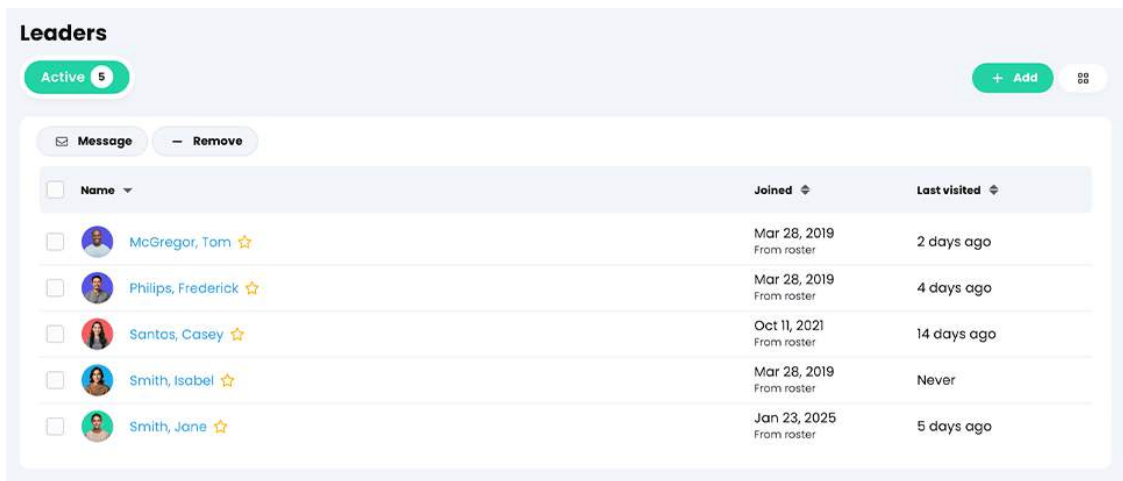 Leaders
Active 5
+ Add
Message
— Remove
Name Joined Last visited
McGregor, Tom Mar 28, 2019 2 days ago
From roster
Philips, Frederick Mar 28, 2019 4 days ago
From roster
Santos, Casey Oct 11, 2021 14 days ago
From roster
Smith, Isabel Mar 28, 2019 Never
From roster
Smith, Jane Jan 23, 2025 5 days ago
From roster